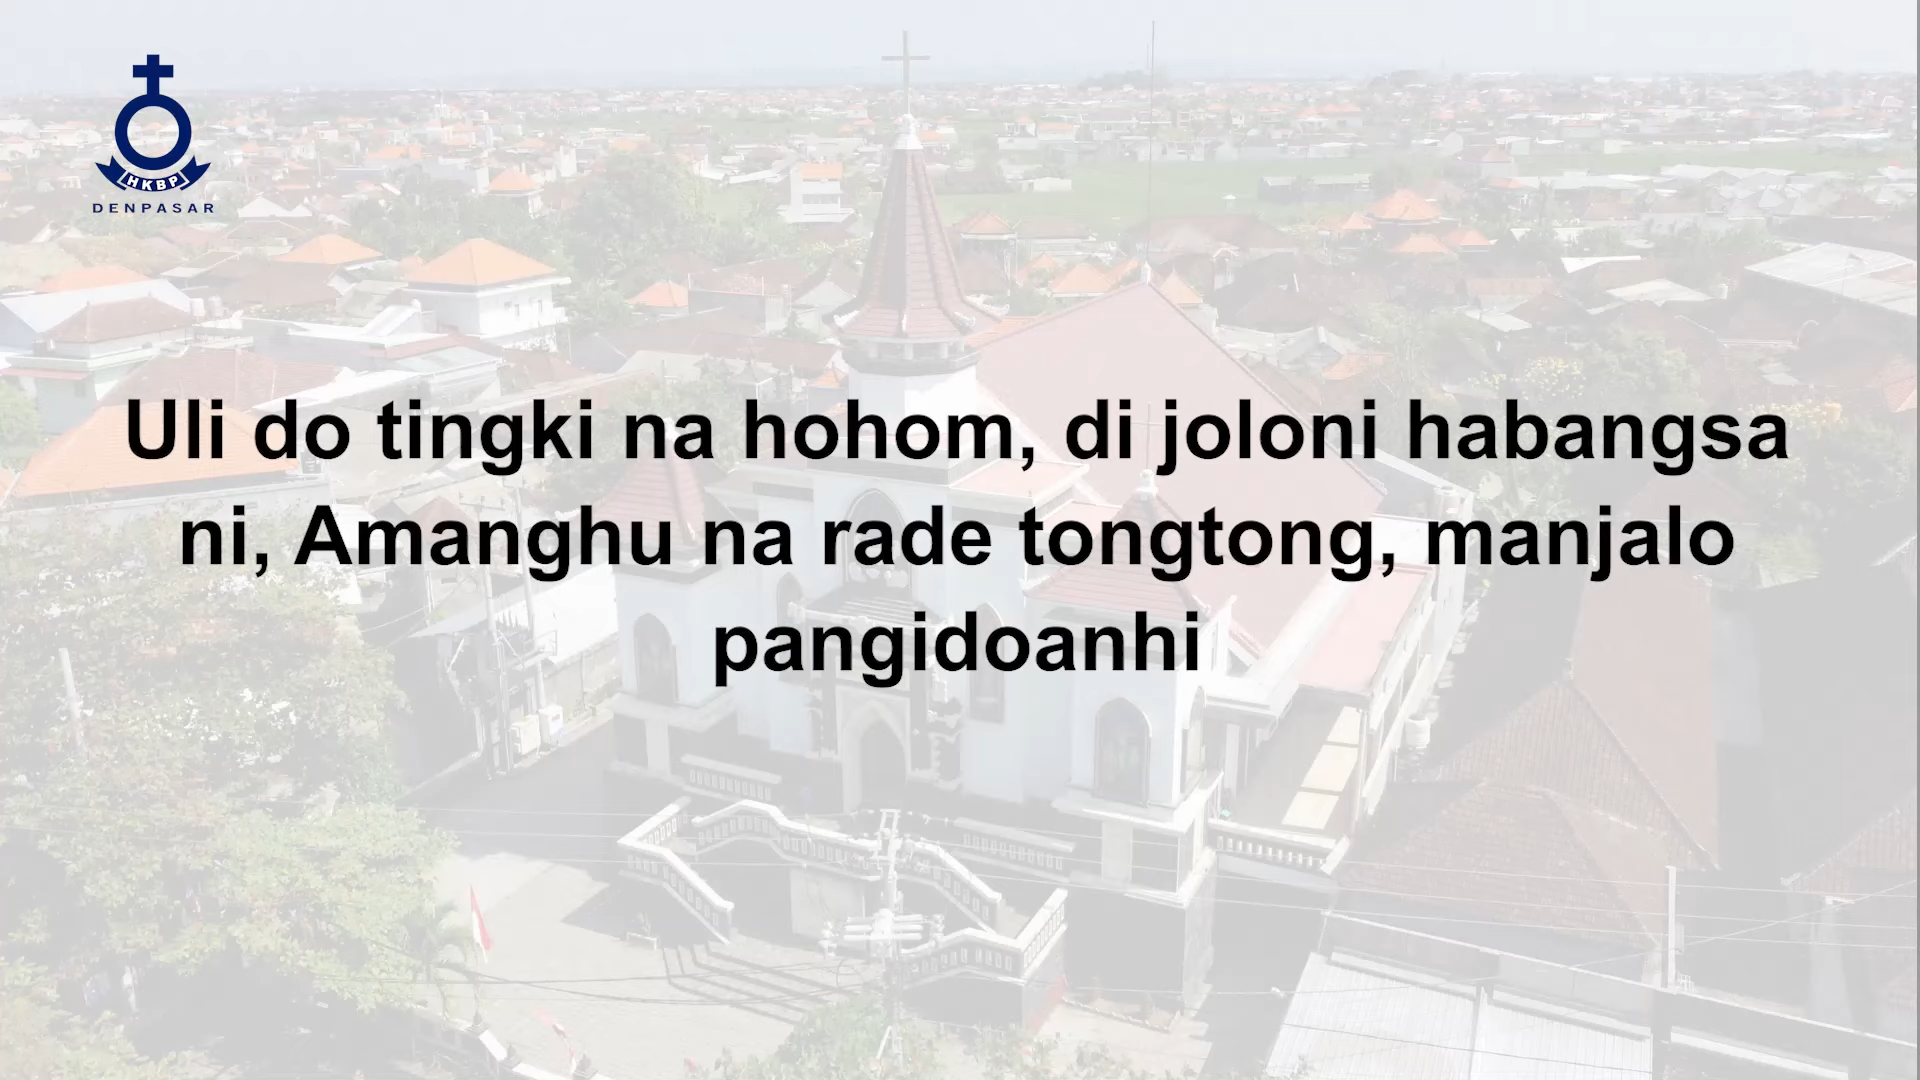 HKBP
DENPASAR
Uli do tingki na hohom, di joloni habangsa
ni, Amanghu na rade tongtong, manjalo
pangidoanhi